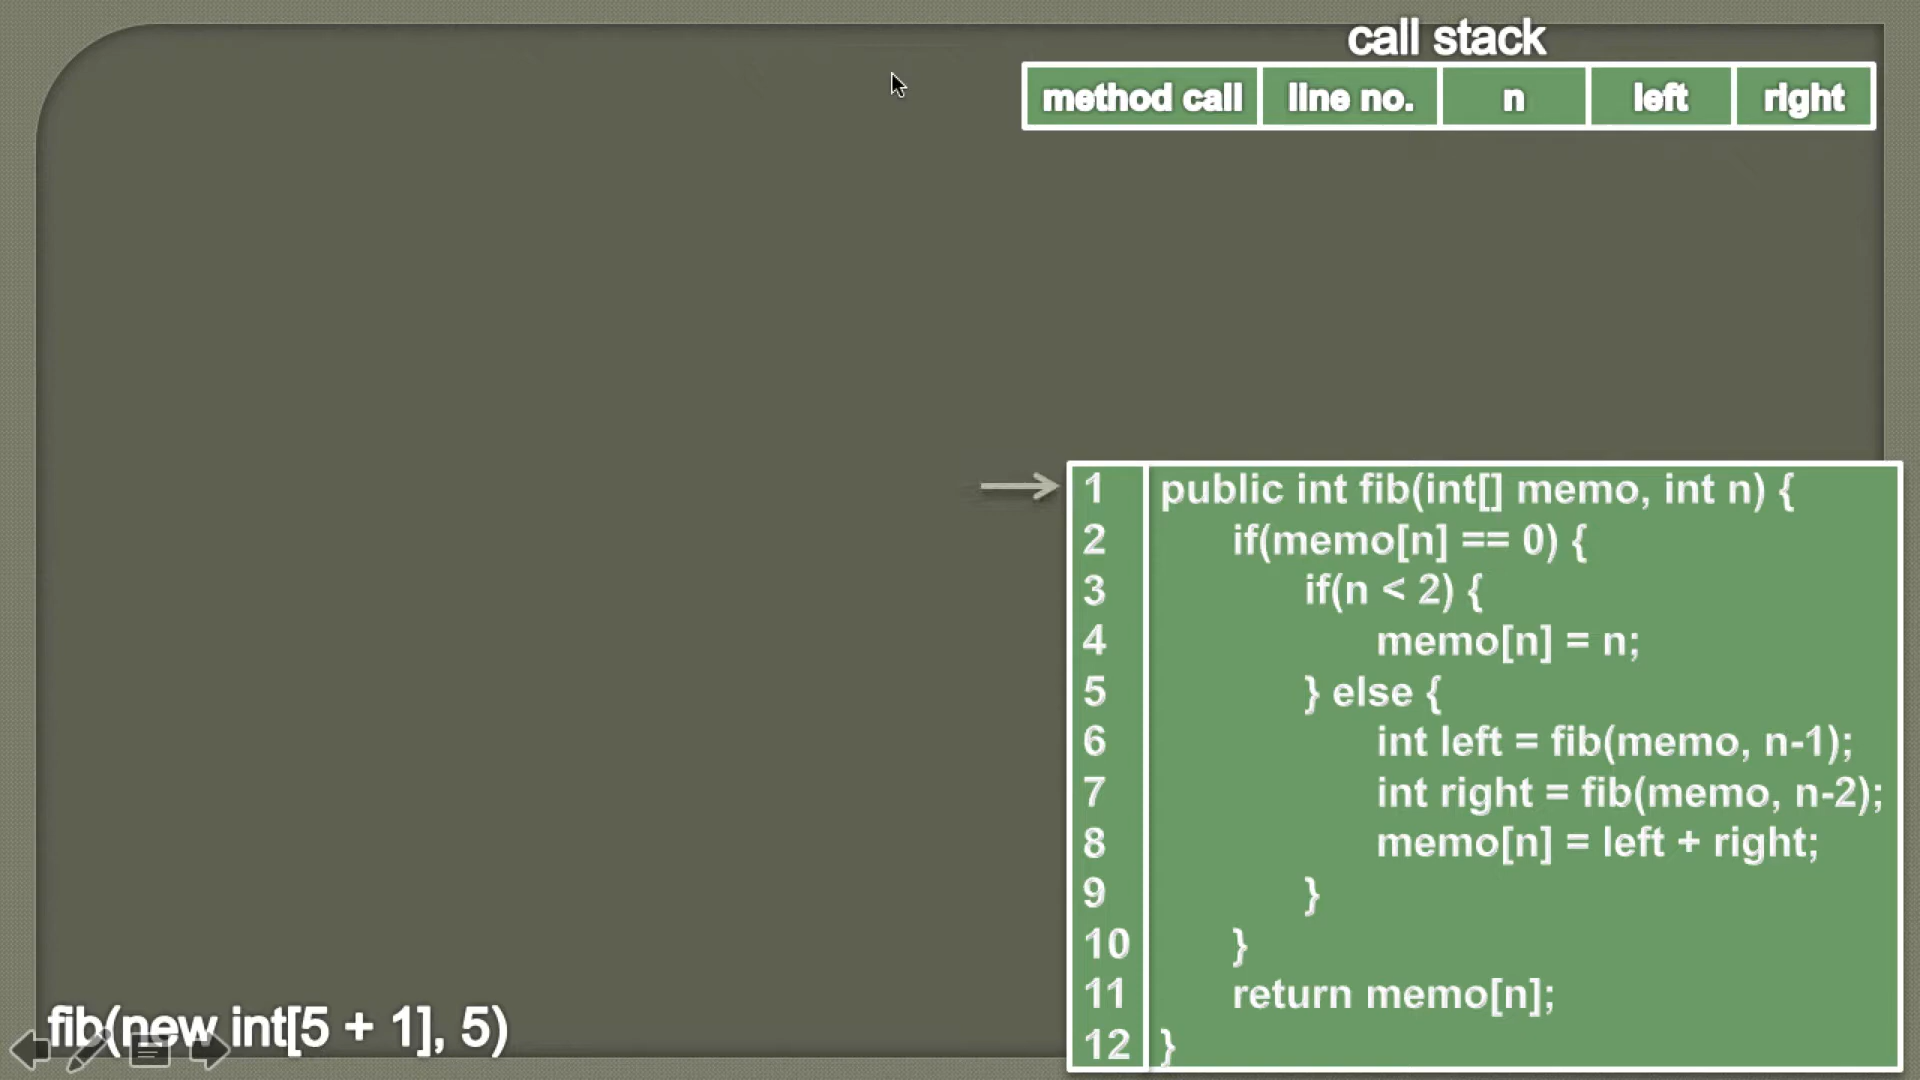 call stack
method call line no. n left right
1 public int fib(int[] memo, int n) {
2 if(memo[n] == 0) {
3 if(n < 2) {
4 memo[n] = n;
5 } else {
6 int left = fib(memo, n-1);
7 int right = fib(memo, n-2);
8 memo[n] = left + right;
9 }
10 }
11 return memo[n];
12 }
fib(new int[5 + 1], 5)